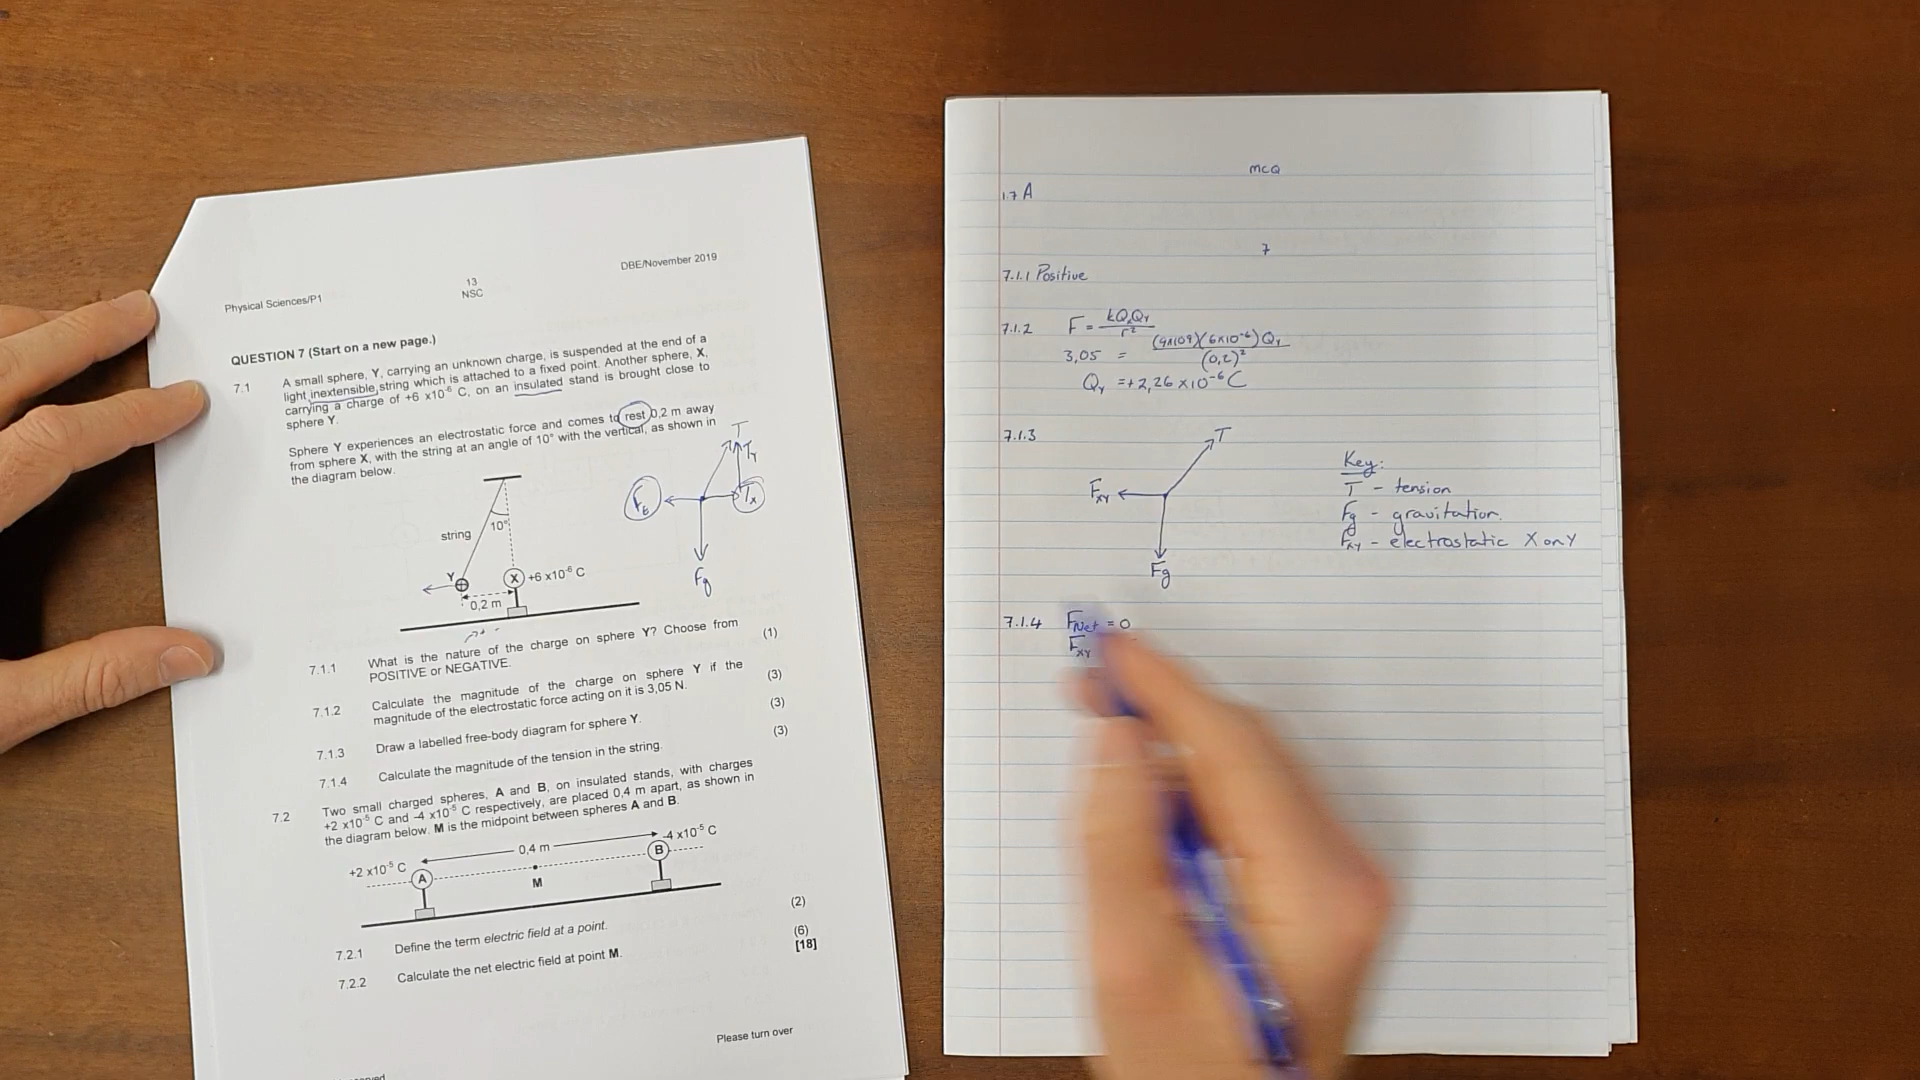 DBE/November 2019
13
NSC
Physical Sciences/P1
QUESTION 7 (Start on a new page.)
7.1 A small sphere, Y, carrying an unknown charge, is suspended at the end of a
light inextensible string which is attached to a fixed point. Another sphere, X,
carrying a charge of +6 x10⁻⁶ C, on an insulated stand is brought close to
sphere Y.
Sphere Y experiences an electrostatic force and comes to rest 0,2 m away
from sphere X, with the string at an angle of 10° with the vertical, as shown in
the diagram below.
T
Ty
FE
Tx
Fg
string
10°
Y
X
+6 x10⁻⁶ C
0,2 m
7.1.1 What is the nature of the charge on sphere Y? Choose from
POSITIVE or NEGATIVE. (1)
7.1.2 Calculate the magnitude of the charge on sphere Y if the
magnitude of the electrostatic force acting on it is 3,05 N. (3)
7.1.3 Draw a labelled free-body diagram for sphere Y. (3)
7.1.4 Calculate the magnitude of the tension in the string. (3)
7.2 Two small charged spheres, A and B, on insulated stands, with charges
+2 x10⁻⁵ C and -4 x10⁻⁵ C respectively, are placed 0,4 m apart, as shown in
the diagram below. M is the midpoint between spheres A and B.
-4 x10⁻⁵ C
0,4 m
+2 x10⁻⁵ C
A
M
B
7.2.1 Define the term electric field at a point. (2)
7.2.2 Calculate the net electric field at point M. (6)
[18]
Please turn over
MCQ
1.7 A
7
7.1.1 Positive
7.1.2 F = kQₓQᵧ / r²
3,05 = (9x10⁹)(6x10⁻⁶)Qᵧ / (0,2)²
Qᵧ = +2,26 x10⁻⁶ C
7.1.3
T
Fxy
Fg
Key:
T - tension
Fg - gravitation.
Fxy - electrostatic X on Y
7.1.4 FNet = 0
Fxy